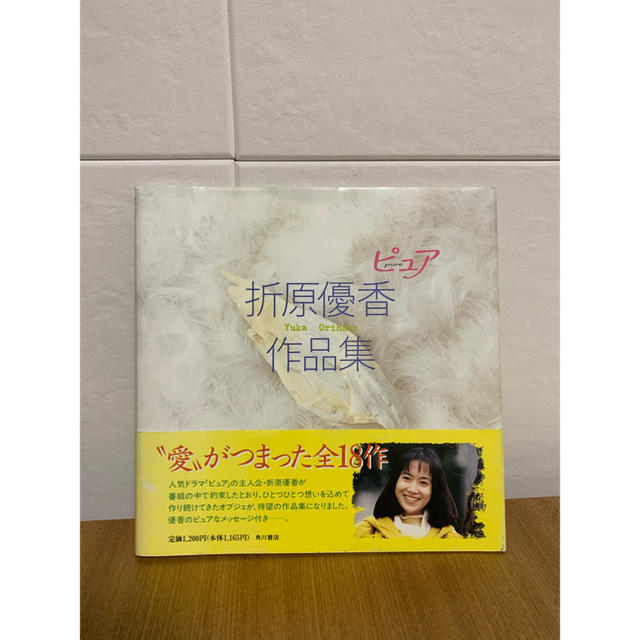 ピュア
pure
折原優香
Yuka Orihara
作品集
〝愛〟がつまった全18作
人気ドラマ「ピュア」の主人公・折原優香が
番組の中で約束したとおり、ひとつひとつ想いを込めて
作り続けてきたオブジェが、待望の作品集になりました。
優香のピュアなメッセージ付き――。
定価1,200円(本体1,165円) 角川書店